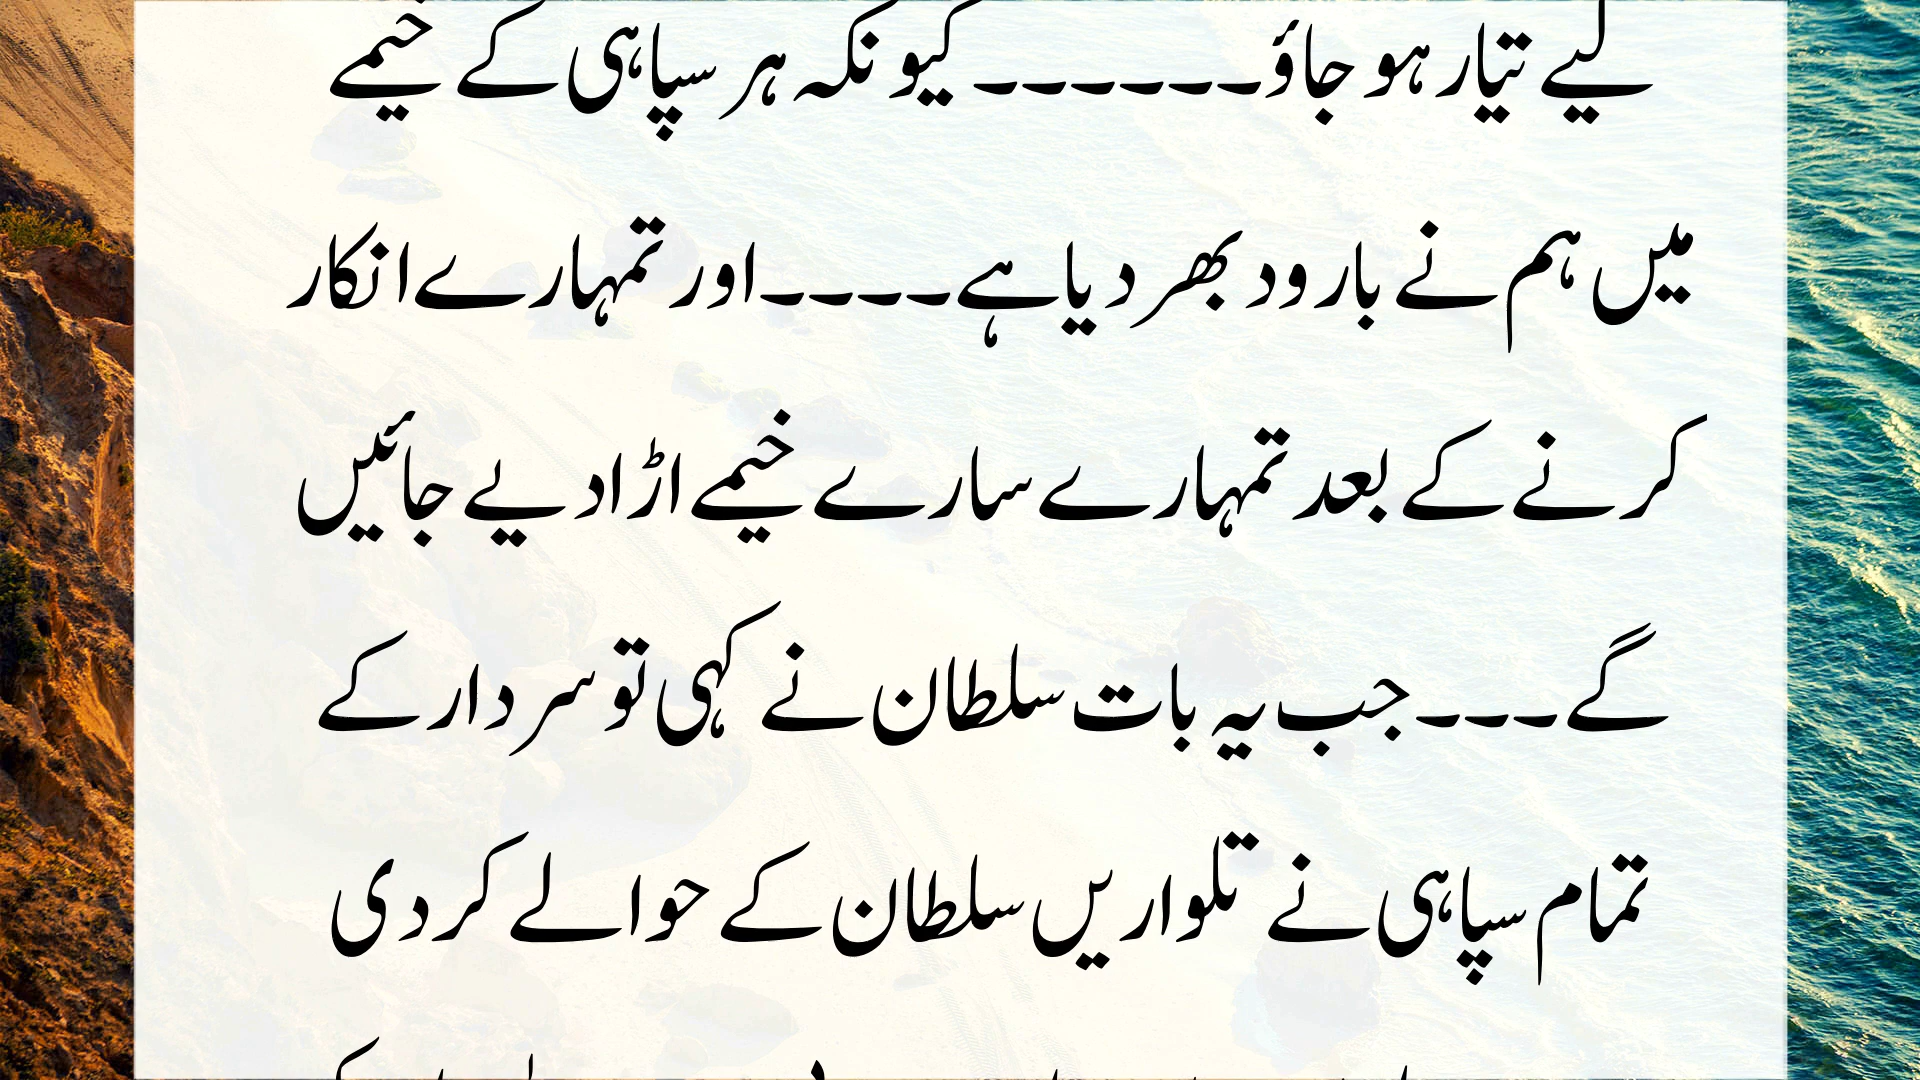 لیے تیار ہو جاؤ۔۔۔۔۔۔۔ کیونکہ ہر سپاہی کے خیمے
میں ہم نے بارود بھر دیا ہے۔۔۔۔۔اور تمہارے انکار
کرنے کے بعد تمہارے سارے خیمے اڑا دیے جائیں
گے۔۔۔۔ جب یہ بات سلطان نے کہی تو سردار کے
تمام سپاہی نے تلواریں سلطان کے حوالے کر دی